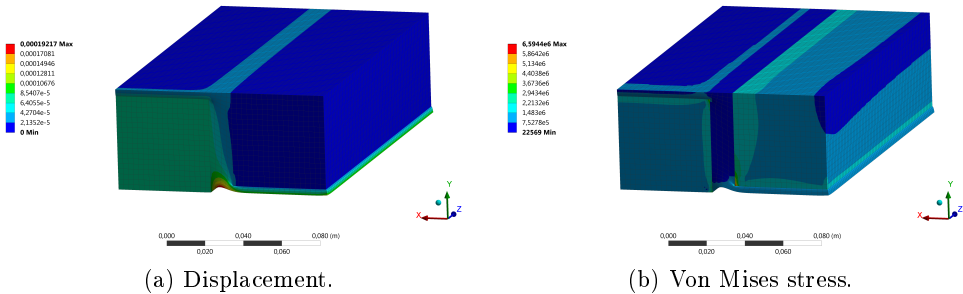 0,00019217 Max
0,00017081
0,00014946
0,00012811
0,00010676
8,5407e-5
6,4055e-5
4,2704e-5
2,1352e-5
0 Min
Y
X
Z
0,000
0,040
0,080 (m)
0,020
0,060
(a) Displacement.
6,5944e6 Max
5,8642e6
5,134e6
4,4038e6
3,6736e6
2,9434e6
2,2132e6
1,483e6
7,5278e5
22569 Min
Y
X
Z
0,000
0,040
0,080 (m)
0,020
0,060
(b) Von Mises stress.